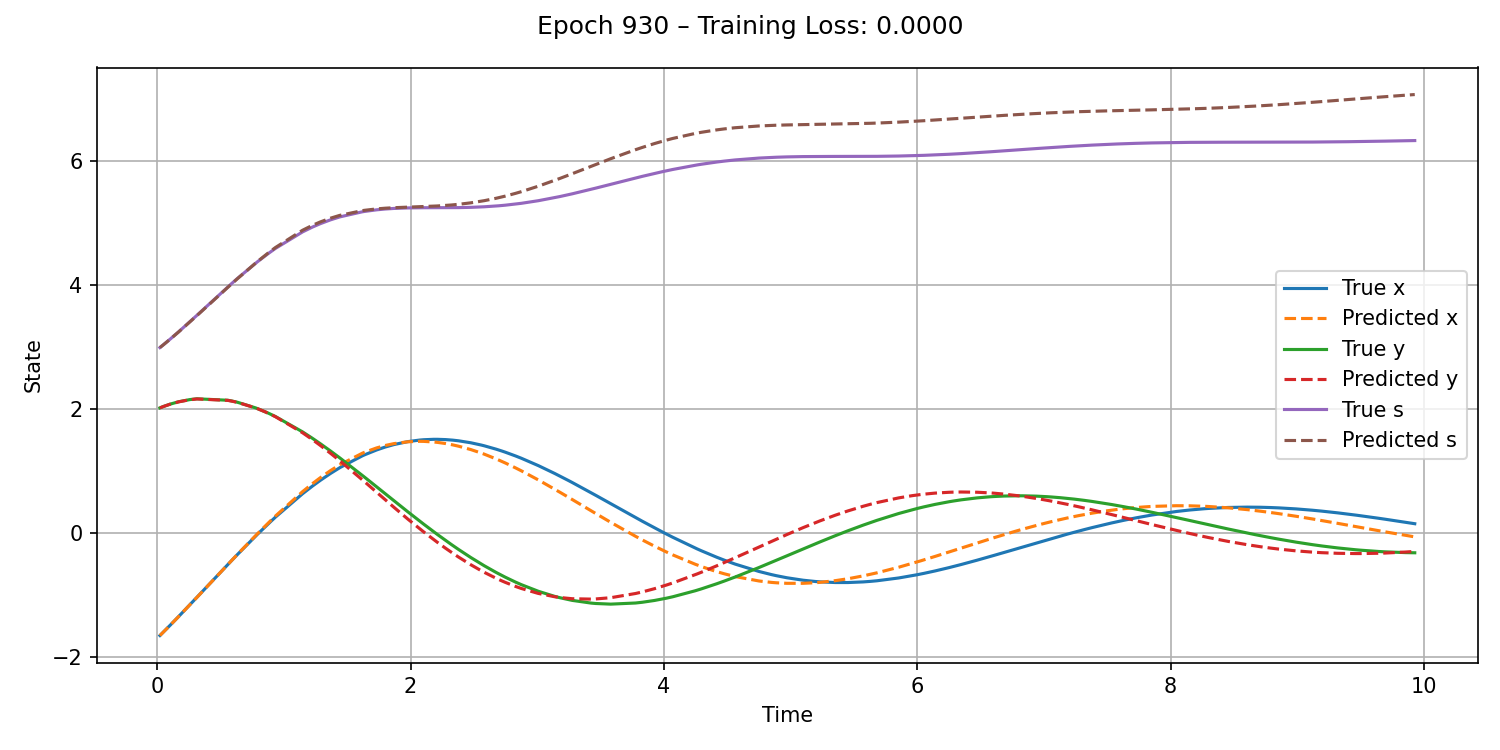 Epoch 930 – Training Loss: 0.0000
State
6
4
2
0
−2
True x
Predicted x
True y
Predicted y
True s
Predicted s
0 2 4 6 8 10
Time